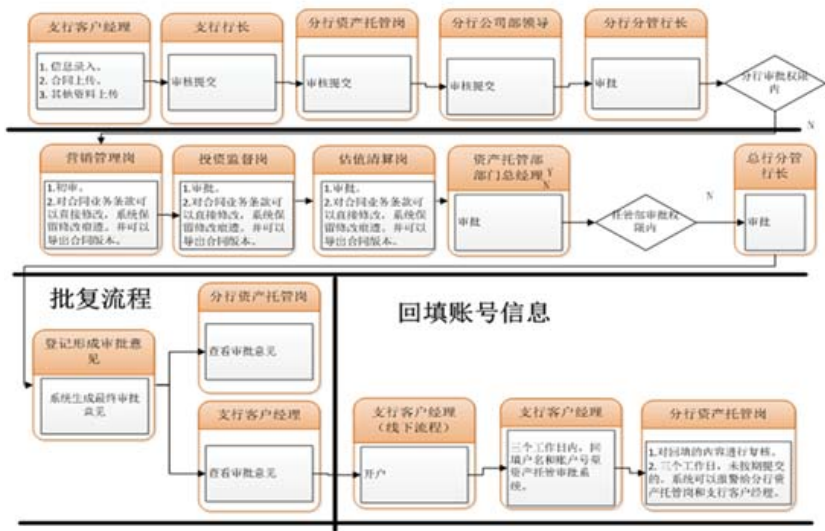 支行客户经理
1. 信息录入。
2. 合同上传。
3. 其他资料上传
支行行长
审核提交
分行资产托管岗
审核提交
分行公司部领导
审核提交
分行分管行长
审批
分行审批权限
内
N
营销管理岗
1.初审。
2.对合同业务条款可
以直接修改，系统保
留修改痕迹，并可以
导出合同版本。
投资监督岗
1.审批。
2.对合同业务条款可
以直接修改，系统保
留修改痕迹，并可以
导出合同版本。
估值清算岗
1.审批。
2.对合同业务条款可
以直接修改，系统保
留修改痕迹，并可以
导出合同版本。
资产托管部
部门总经理
Y
N
审批
托管部审批权
限内
N
总行分管
行长
审批
批复流程
登记形成审批意
见
系统生成最终审批
意见
分行资产托管岗
查看审批意见
支行客户经理
查看审批意见
回填账号信息
支行客户经理
（线下流程）
开户
支行客户经理
三个工作日内，回
填户名和账户号至
资产托管审批系
统。
分行资产托管岗
1.对回填的内容进行复核。
2. 三个工作日，未按期提交
的，系统可以报警给分行资
产托管岗和支行客户经理。